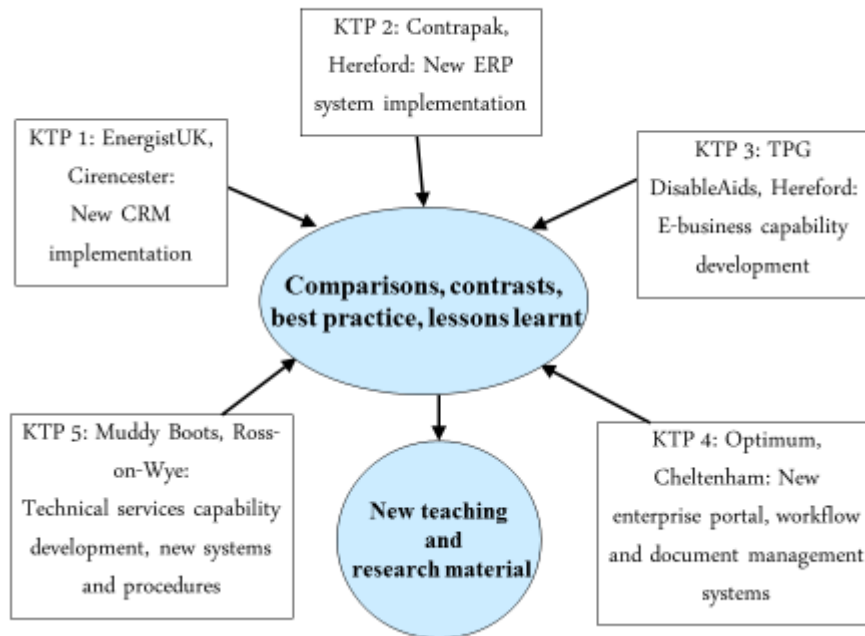 KTP 2: Contrapak,
Hereford: New ERP
system implementation
KTP 1: EnergistUK,
Cirencester:
New CRM
implementation
KTP 3: TPG
DisableAids, Hereford:
E-business capability
development
Comparisons, contrasts,
best practice, lessons learnt
KTP 5: Muddy Boots, Ross-
on-Wye:
Technical services capability
development, new systems
and procedures
KTP 4: Optimum,
Cheltenham: New
enterprise portal, workflow
and document management
systems
New teaching
and
research material